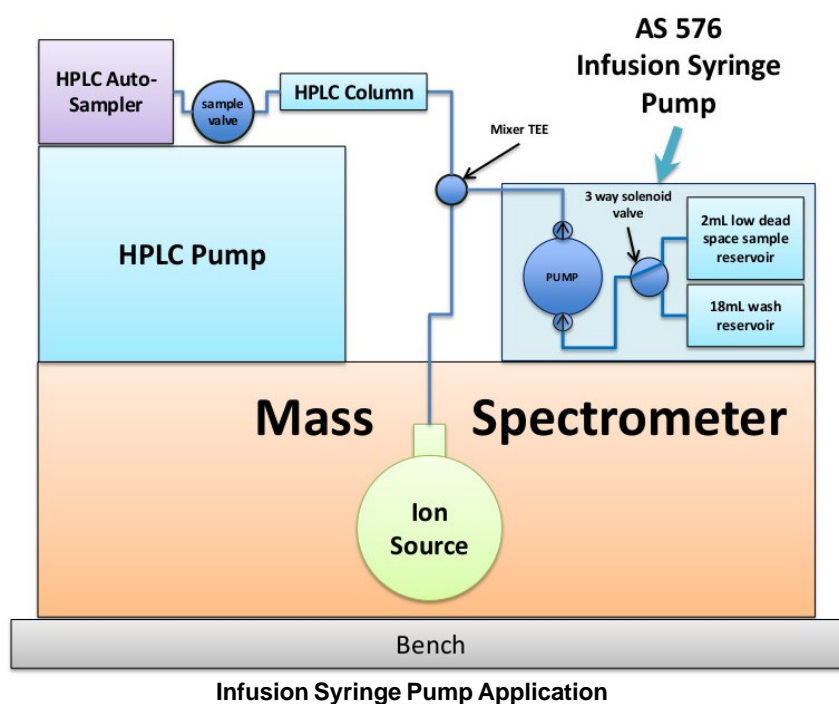 AS 576
Infusion Syringe
Pump
HPLC Auto-
Sampler
sample
valve
HPLC Column
Mixer TEE
3 way solenoid
valve
2mL low dead
space sample
reservoir
HPLC Pump
PUMP
18mL wash
reservoir
Mass Spectrometer
Ion
Source
Bench
Infusion Syringe Pump Application